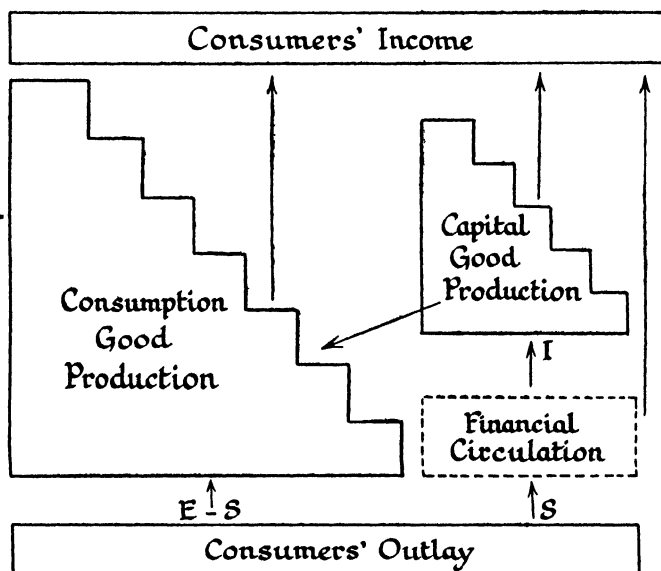 Consumers' Income
Consumption
Good
Production
Capital
Good
Production
I
Financial
Circulation
E - S
S
Consumers' Outlay